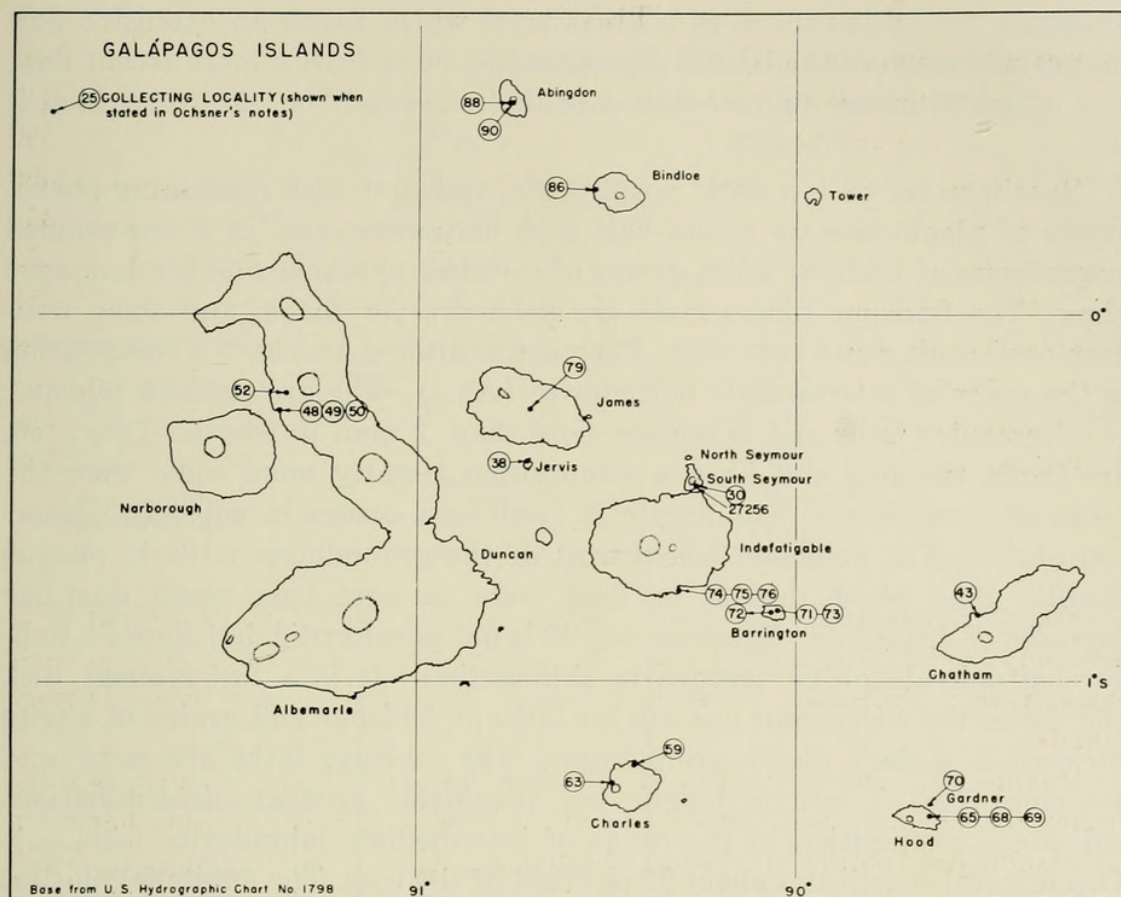 GALÁPAGOS ISLANDS
25 COLLECTING LOCALITY (shown when
stated in Ochsner's notes)
88
Abingdon
90
86
Bindloe
Tower
0°
52
48 49 50
79
James
38
Jervis
Narborough
North Seymour
South Seymour
30
27256
Duncan
Indefatigable
74 75 76
72
71 73
Barrington
43
Chatham
1°S
Albemarle
59
63
Charles
70
Gardner
65 68 69
Hood
Base from U.S. Hydrographic Chart No. 1798
91°
90°